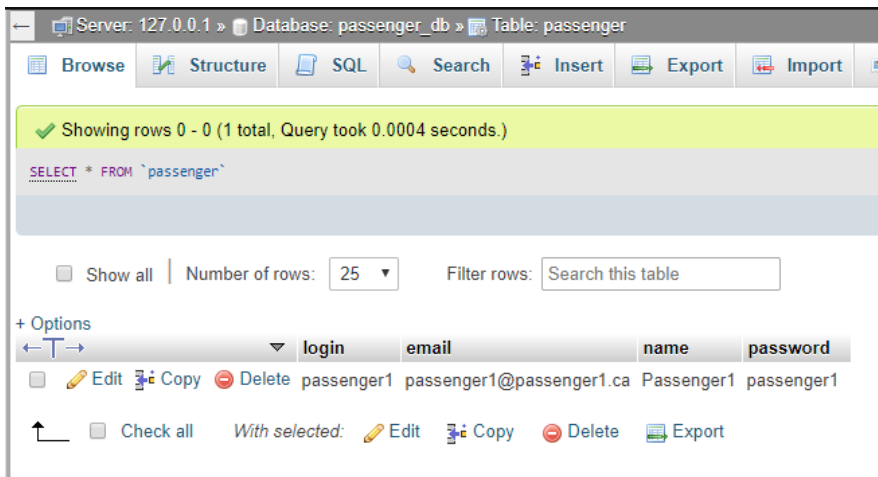 ← Server: 127.0.0.1 » Database: passenger_db » Table: passenger
Browse Structure SQL Search Insert Export Import
Showing rows 0 - 0 (1 total, Query took 0.0004 seconds.)
SELECT * FROM `passenger`
Show all Number of rows: 25 Filter rows: Search this table
+ Options
←T→ login email name password
Edit Copy Delete passenger1 passenger1@passenger1.ca Passenger1 passenger1
Check all With selected: Edit Copy Delete Export